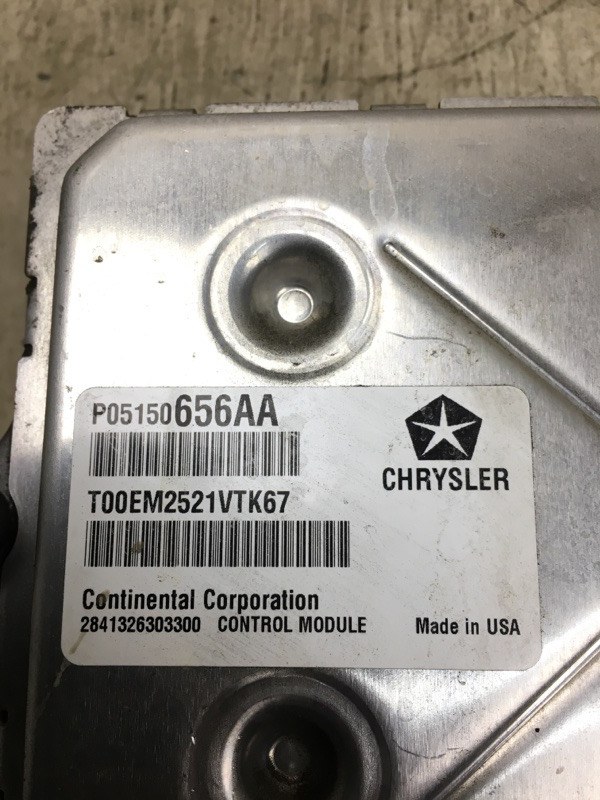 P05150656AA
CHRYSLER
T00EM2521VTK67
Continental Corporation
2841326303300 CONTROL MODULE Made in USA